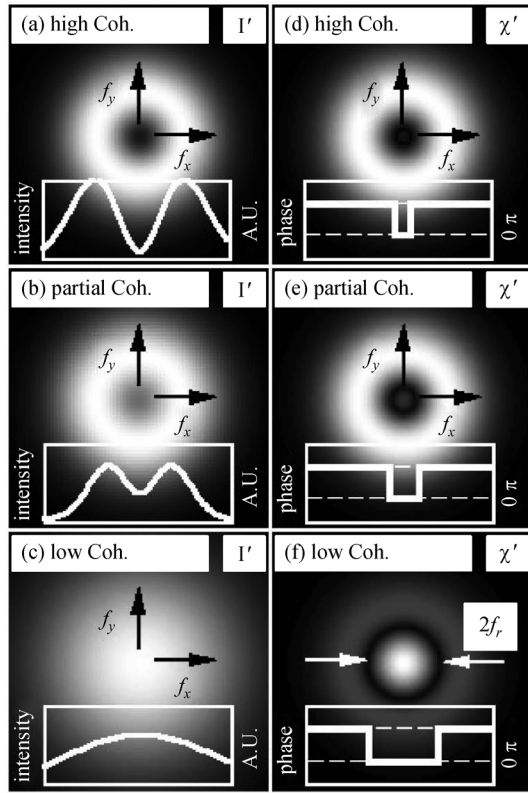 (a) high Coh.
I′
f_y
f_x
intensity
A.U.
(d) high Coh.
χ′
f_y
f_x
phase
0 π
(b) partial Coh.
I′
f_y
f_x
intensity
A.U.
(e) partial Coh.
χ′
f_y
f_x
phase
0 π
(c) low Coh.
I′
f_y
f_x
intensity
A.U.
(f) low Coh.
χ′
2f_r
phase
0 π